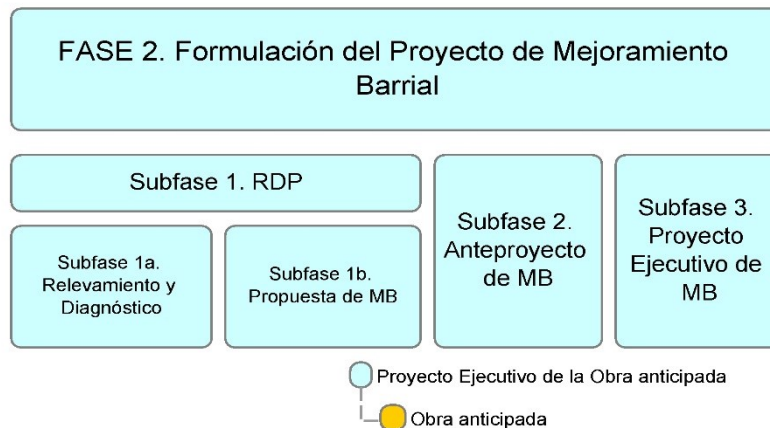 FASE 2. Formulación del Proyecto de Mejoramiento
Barrial
Subfase 1. RDP
Subfase 1a.
Relevamiento y
Diagnóstico
Subfase 1b.
Propuesta de MB
Subfase 2.
Anteproyecto
de MB
Subfase 3.
Proyecto
Ejecutivo de
MB
Proyecto Ejecutivo de la Obra anticipada
Obra anticipada